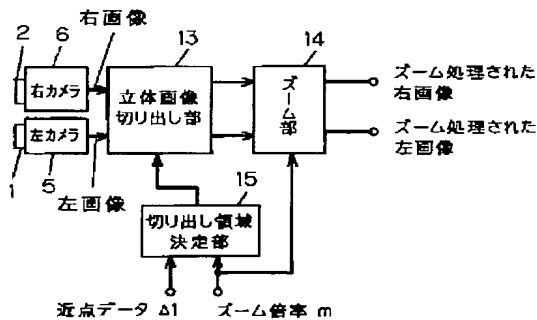 2
6
右画像
右カメラ
左カメラ
1
5
左画像
13
立体画像
切り出し部
14
ズーム部
ズーム処理された
右画像
ズーム処理された
左画像
15
切り出し領域
決定部
近点データ Δ1
ズーム倍率 m